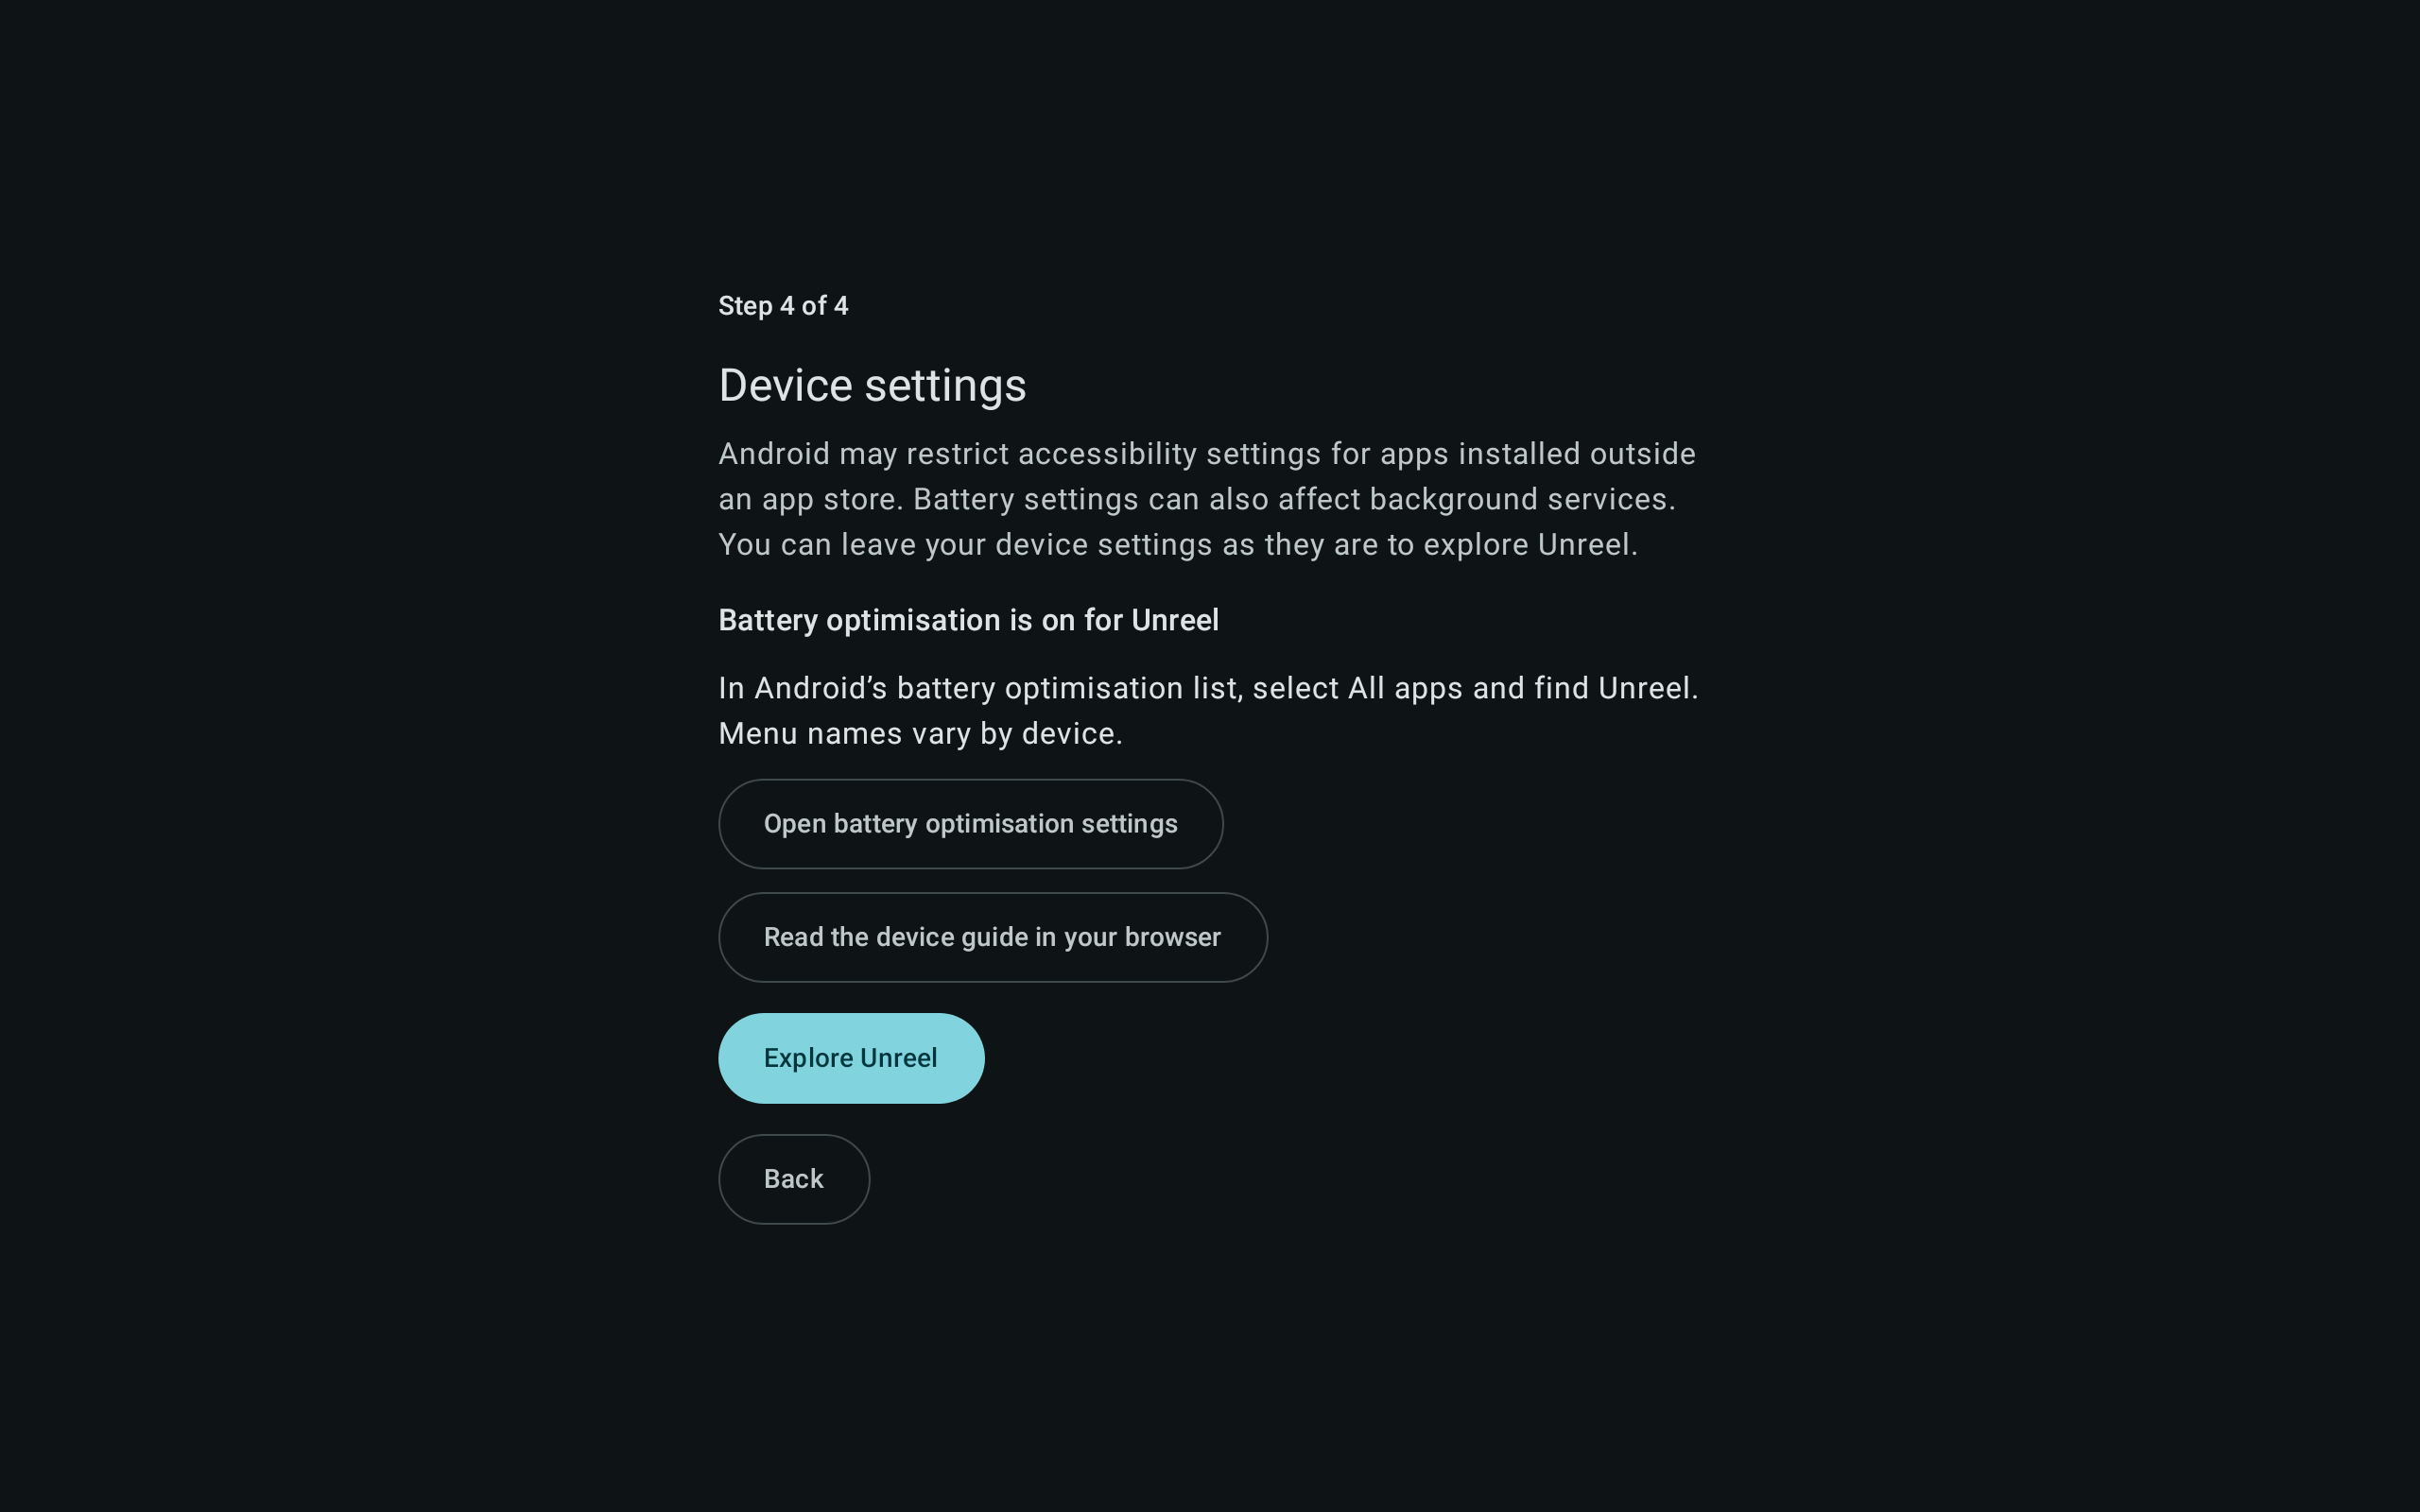 Step 4 of 4
Device settings
Android may restrict accessibility settings for apps installed outside
an app store. Battery settings can also affect background services.
You can leave your device settings as they are to explore Unreel.
Battery optimisation is on for Unreel
In Android’s battery optimisation list, select All apps and find Unreel.
Menu names vary by device.
Open battery optimisation settings
Read the device guide in your browser
Explore Unreel
Back